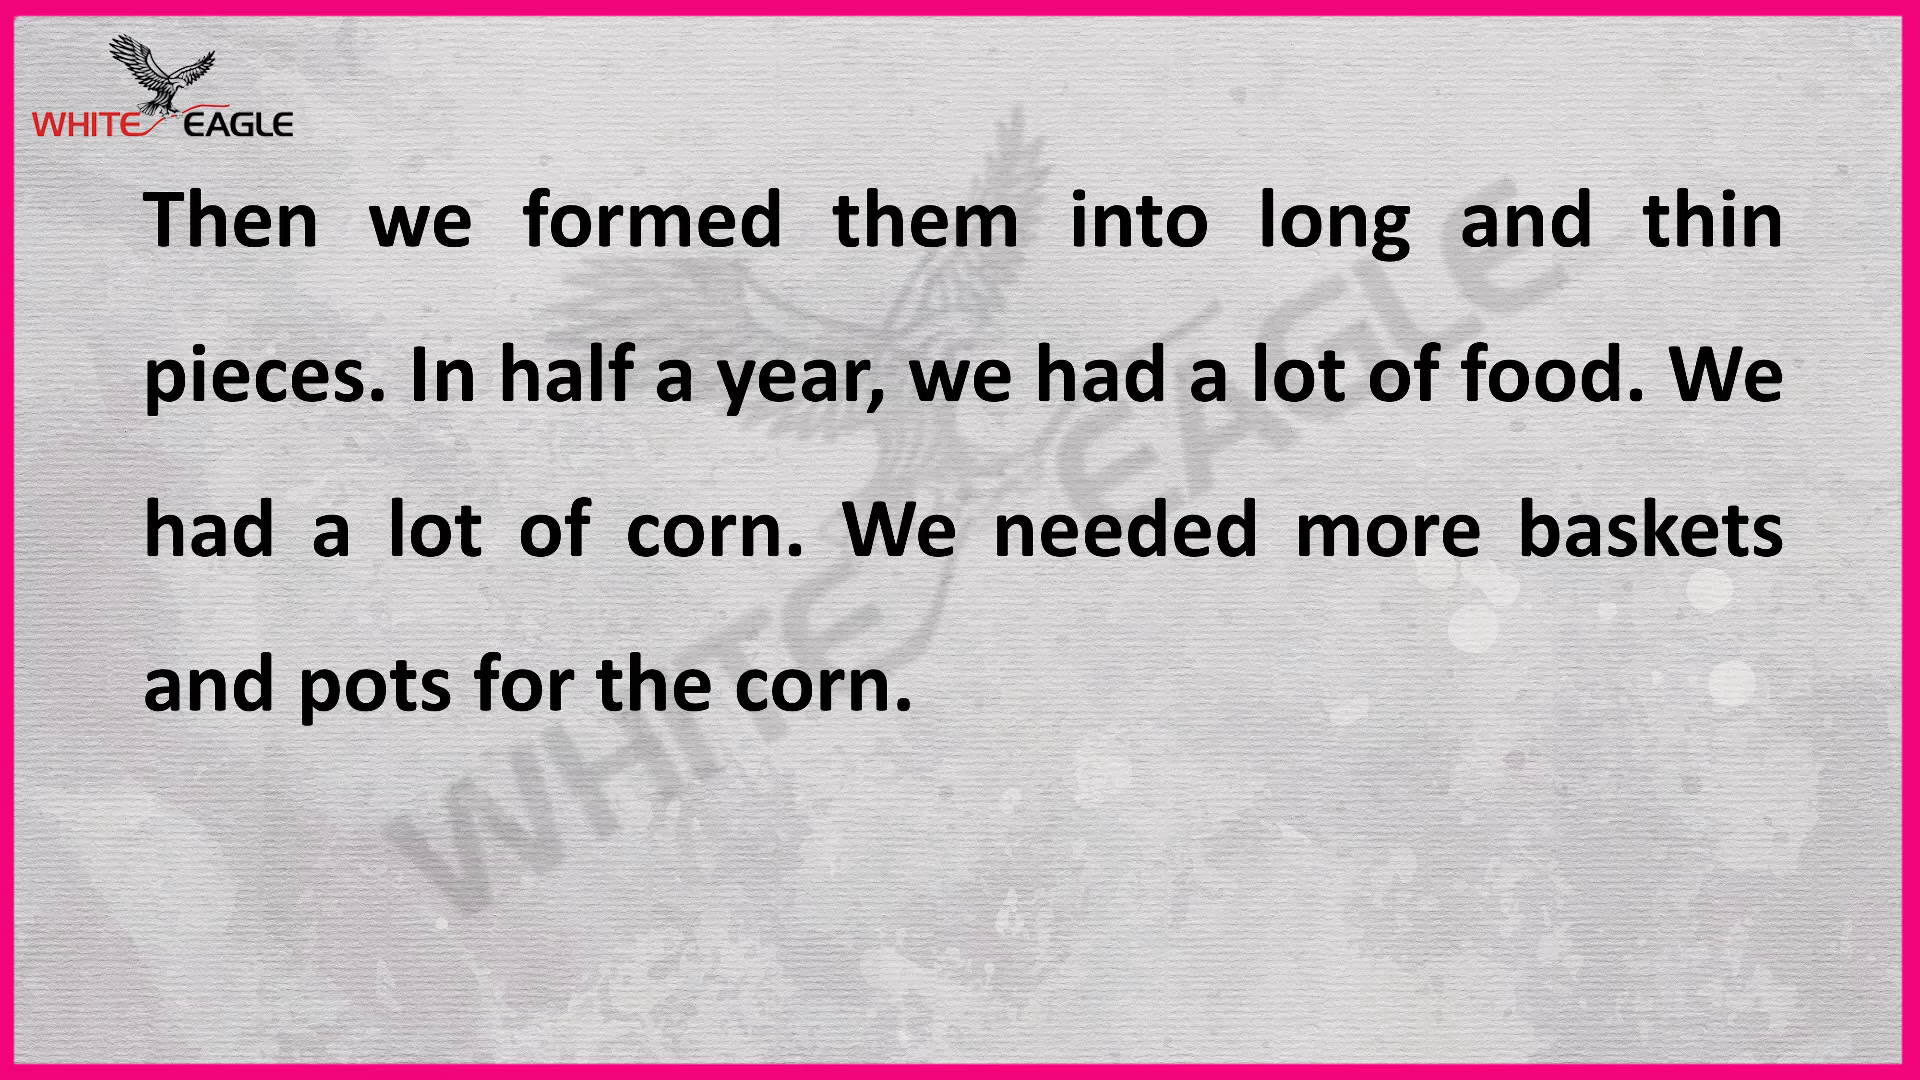 WHITE EAGLE
Then we formed them into long and thin
pieces. In half a year, we had a lot of food. We
had a lot of corn. We needed more baskets
and pots for the corn.
WHITE EAGLE